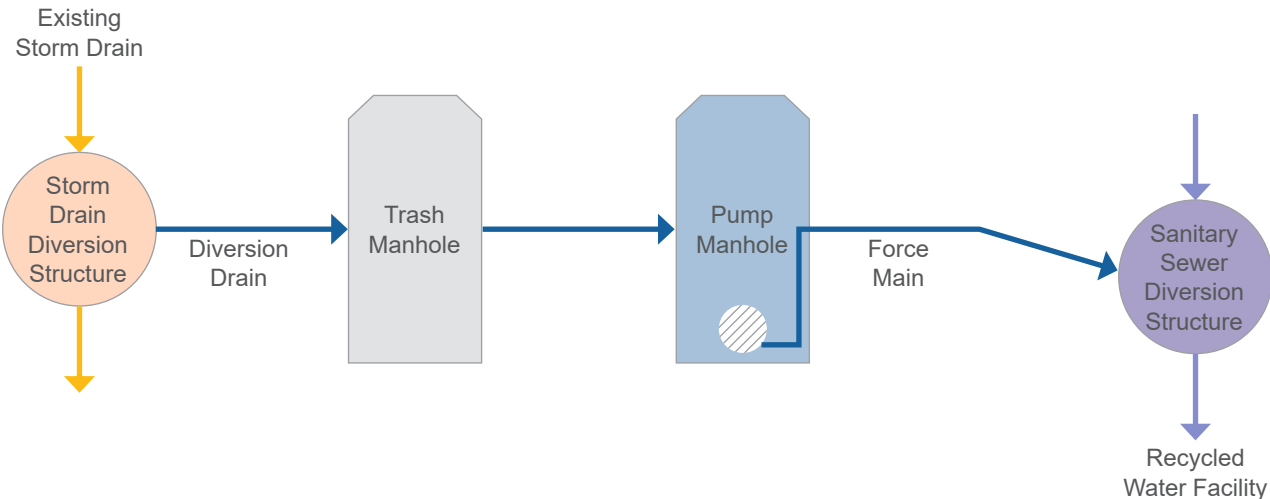 Existing
Storm Drain
Storm
Drain
Diversion
Structure
Diversion
Drain
Trash
Manhole
Pump
Manhole
Force
Main
Sanitary
Sewer
Diversion
Structure
Recycled
Water Facility